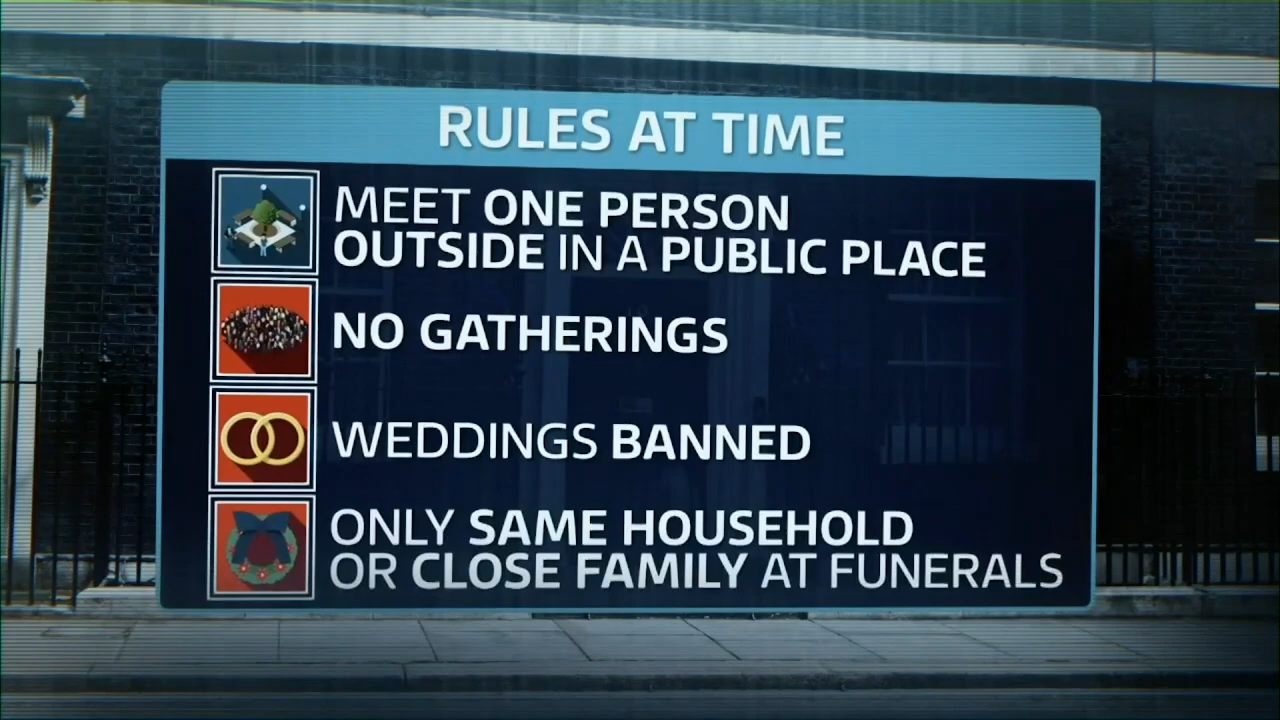 RULES AT TIME
MEET ONE PERSON
OUTSIDE IN A PUBLIC PLACE
NO GATHERINGS
WEDDINGS BANNED
ONLY SAME HOUSEHOLD
OR CLOSE FAMILY AT FUNERALS